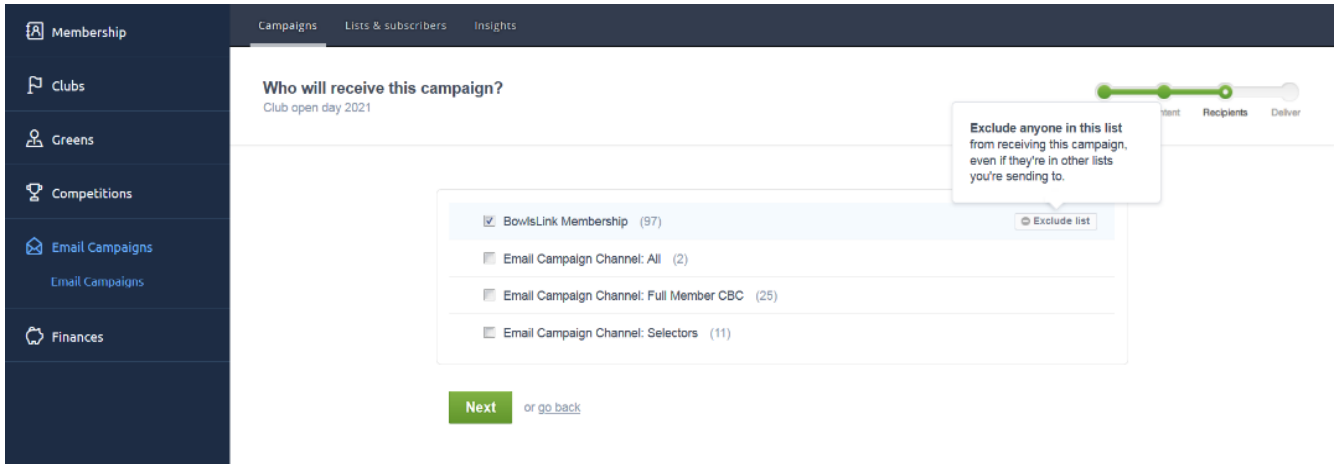 Membership
Clubs
Greens
Competitions
Email Campaigns
Email Campaigns
Finances
Campaigns Lists & subscribers Insights
Who will receive this campaign?
Club open day 2021
Recipients Deliver
Exclude anyone in this list
from receiving this campaign,
even if they're in other lists
you're sending to.
BowlsLink Membership (97) Exclude list
Email Campaign Channel: All (2)
Email Campaign Channel: Full Member CBC (25)
Email Campaign Channel: Selectors (11)
Next or go back